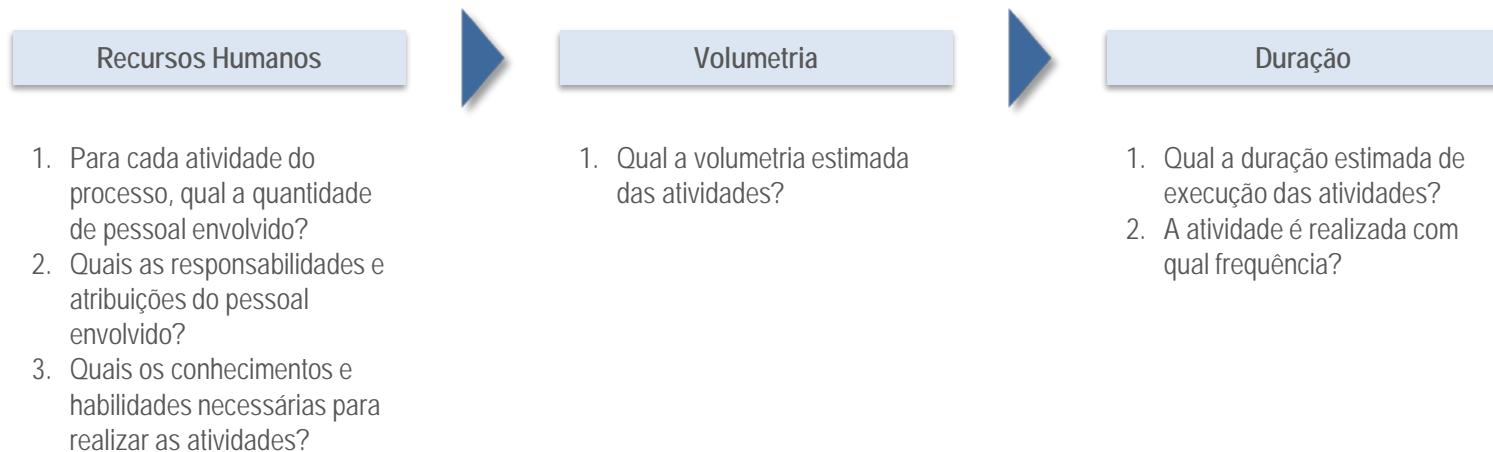 Recursos Humanos
1. Para cada atividade do
processo, qual a quantidade
de pessoal envolvido?
2. Quais as responsabilidades e
atribuições do pessoal
envolvido?
3. Quais os conhecimentos e
habilidades necessárias para
realizar as atividades?
Volumetria
1. Qual a volumetria estimada
das atividades?
Duração
1. Qual a duração estimada de
execução das atividades?
2. A atividade é realizada com
qual frequência?